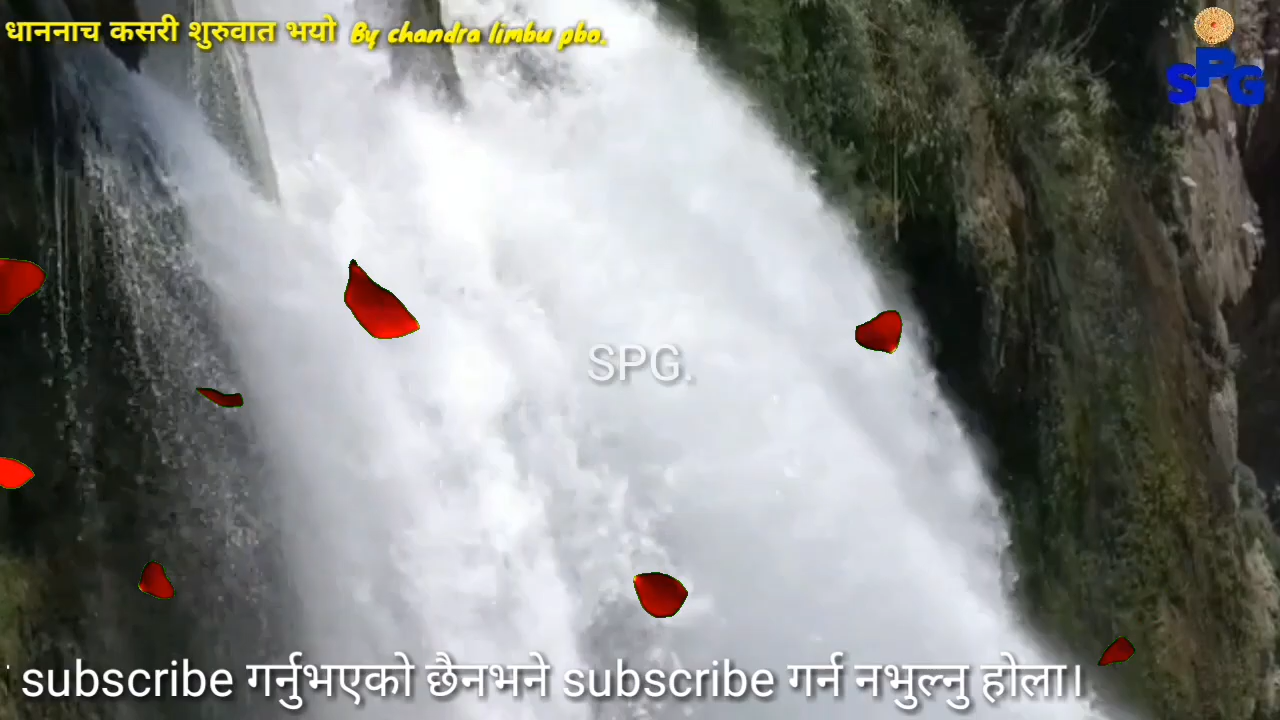 धाननाच कसरी शुरुवात भयो By chandra limbu pbo.
SPG
SPG.
subscribe गर्नुभएको छैनभने subscribe गर्न नभुल्नु होला।